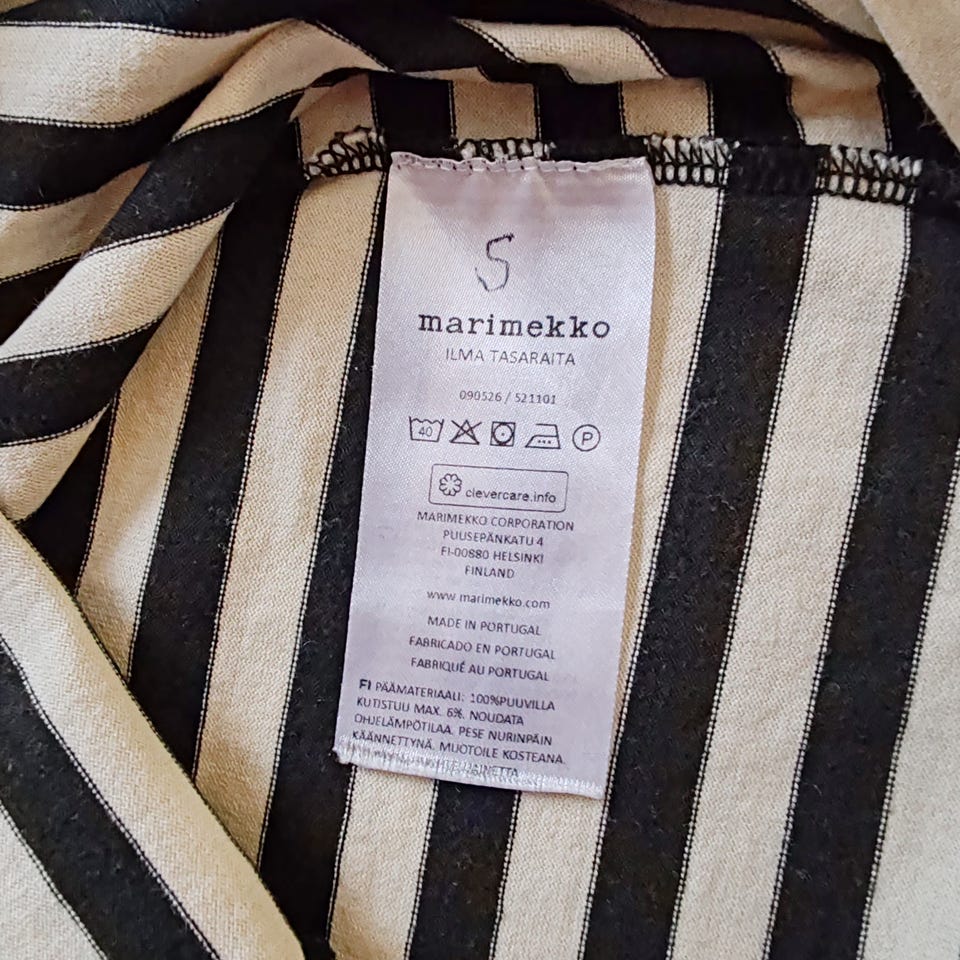 S
marimekko
ILMA TASARAITA
090526 / 521101
40 P
clevercare.info
MARIMEKKO CORPORATION
PUUSEPÄNKATU 4
FI-00880 HELSINKI
FINLAND
www.marimekko.com
MADE IN PORTUGAL
FABRICADO EN PORTUGAL
FABRIQUÉ AU PORTUGAL
FI PÄÄMATERIAALI: 100%PUUVILLA
KUTISTUU MAX. 6%. NOUDATA
OHJELÄMPÖTILAA. PESE NURINPÄIN
KÄÄNNETTYNÄ. MUOTOILE KOSTEANA.